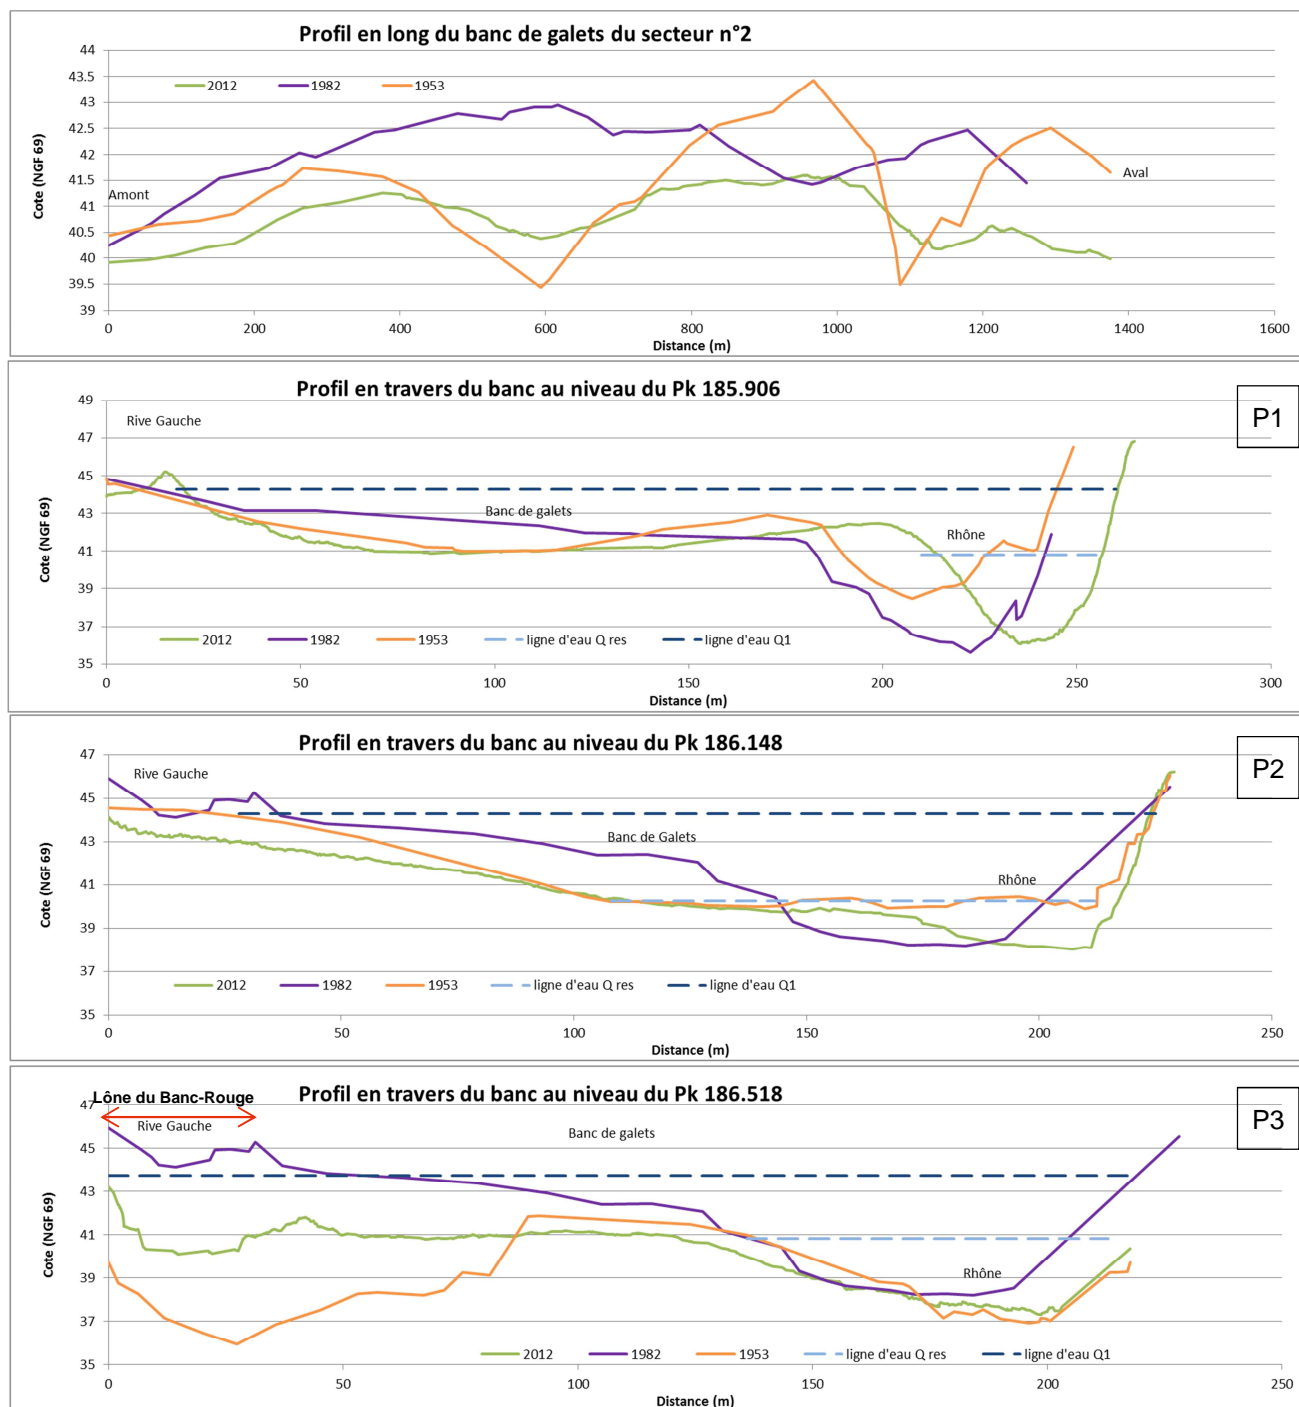 Profil en long du banc de galets du secteur n°2
44
43.5
43
42.5
42
41.5
41
40.5
40
39.5
39
Cote (NGF 69)
2012 1982 1953
Amont
Aval
0 200 400 600 800 1000 1200 1400 1600
Distance (m)
Profil en travers du banc au niveau du Pk 185.906
P1
49
47
45
43
41
39
37
35
Cote (NGF 69)
Rive Gauche
Banc de galets
Rhône
2012 1982 1953 ligne d'eau Q res ligne d'eau Q1
0 50 100 150 200 250 300
Distance (m)
Profil en travers du banc au niveau du Pk 186.148
P2
47
45
43
41
39
37
35
Cote (NGF 69)
Rive Gauche
Banc de Galets
Rhône
2012 1982 1953 ligne d'eau Q res ligne d'eau Q1
0 50 100 150 200 250
Distance (m)
Profil en travers du banc au niveau du Pk 186.518
P3
Lône du Banc-Rouge
47
45
43
41
39
37
35
Cote (NGF 69)
Rive Gauche
Banc de galets
Rhône
2012 1982 1953 ligne d'eau Q res ligne d'eau Q1
0 50 100 150 200 250
Distance (m)